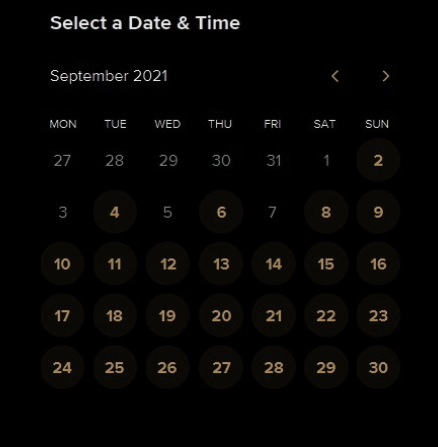 Select a Date & Time
September 2021
MON TUE WED THU FRI SAT SUN
27 28 29 30 31 1 2
3 4 5 6 7 8 9
10 11 12 13 14 15 16
17 18 19 20 21 22 23
24 25 26 27 28 29 30